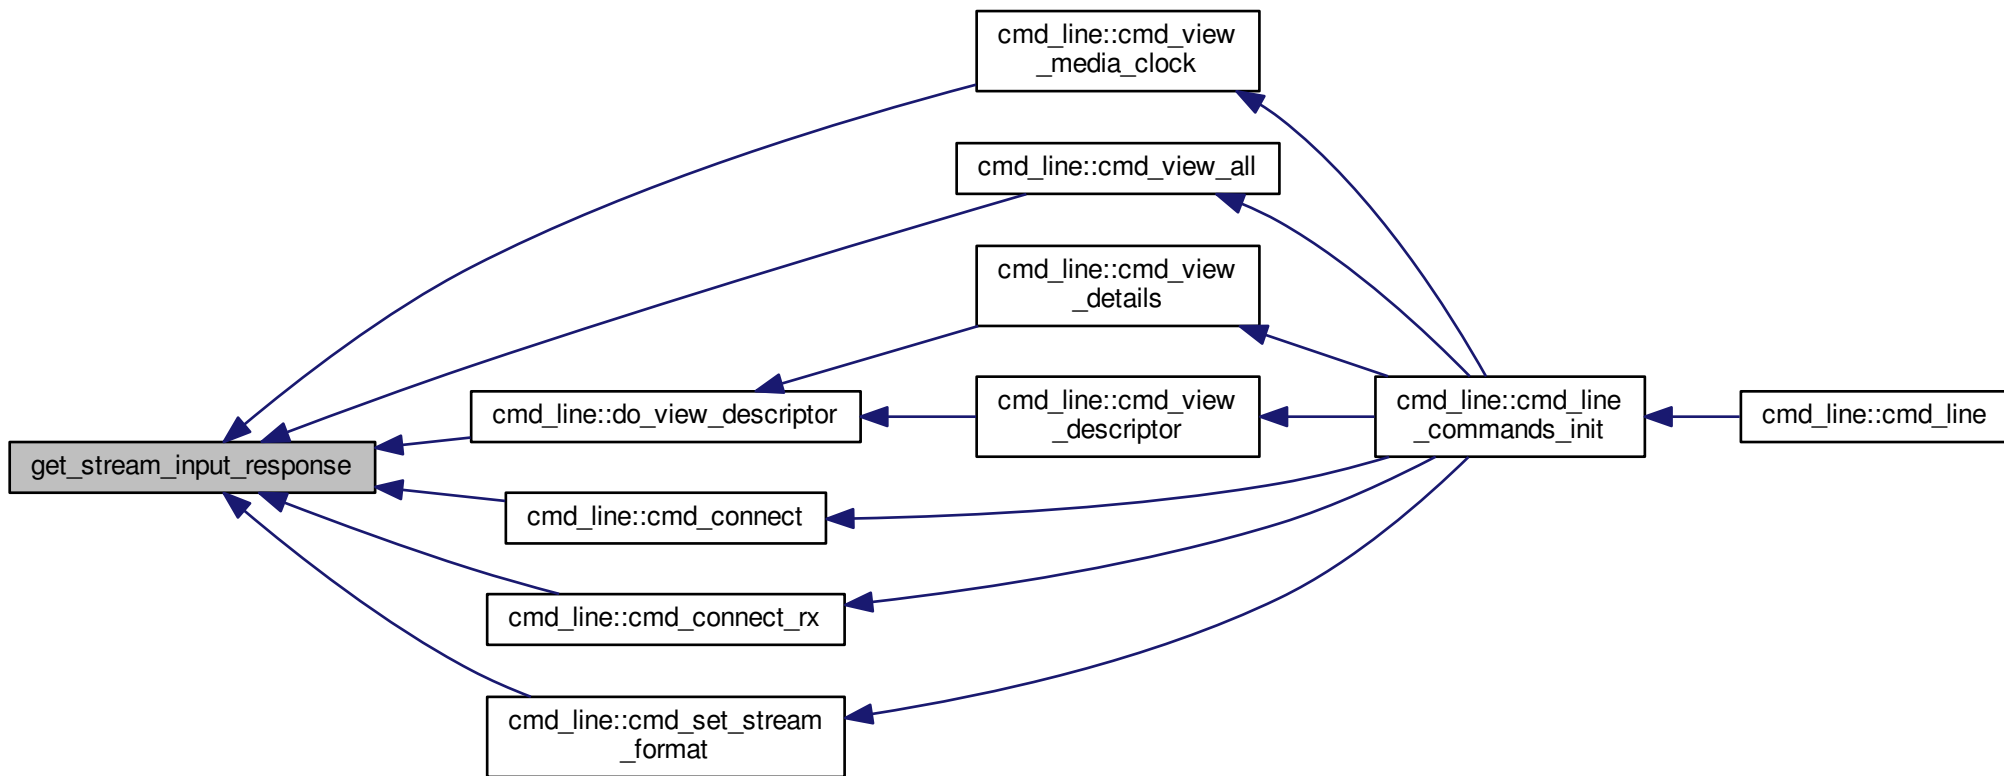 cmd_line::cmd_view
_media_clock
cmd_line::cmd_view_all
cmd_line::cmd_view
_details
cmd_line::do_view_descriptor
cmd_line::cmd_view
_descriptor
cmd_line::cmd_line
_commands_init
cmd_line::cmd_line
get_stream_input_response
cmd_line::cmd_connect
cmd_line::cmd_connect_rx
cmd_line::cmd_set_stream
_format